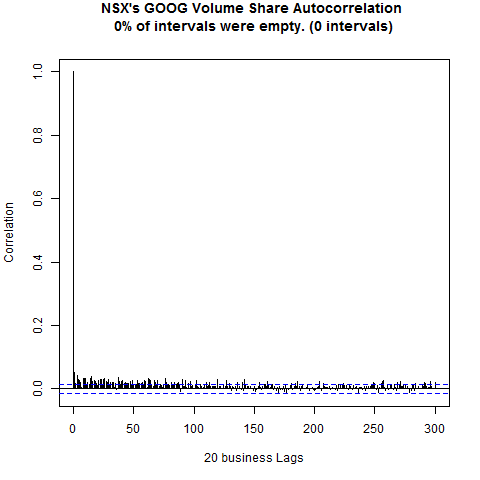 NSX's GOOG Volume Share Autocorrelation
0% of intervals were empty. (0 intervals)
Correlation
1.0
0.8
0.6
0.4
0.2
0.0
0 50 100 150 200 250 300
20 business Lags